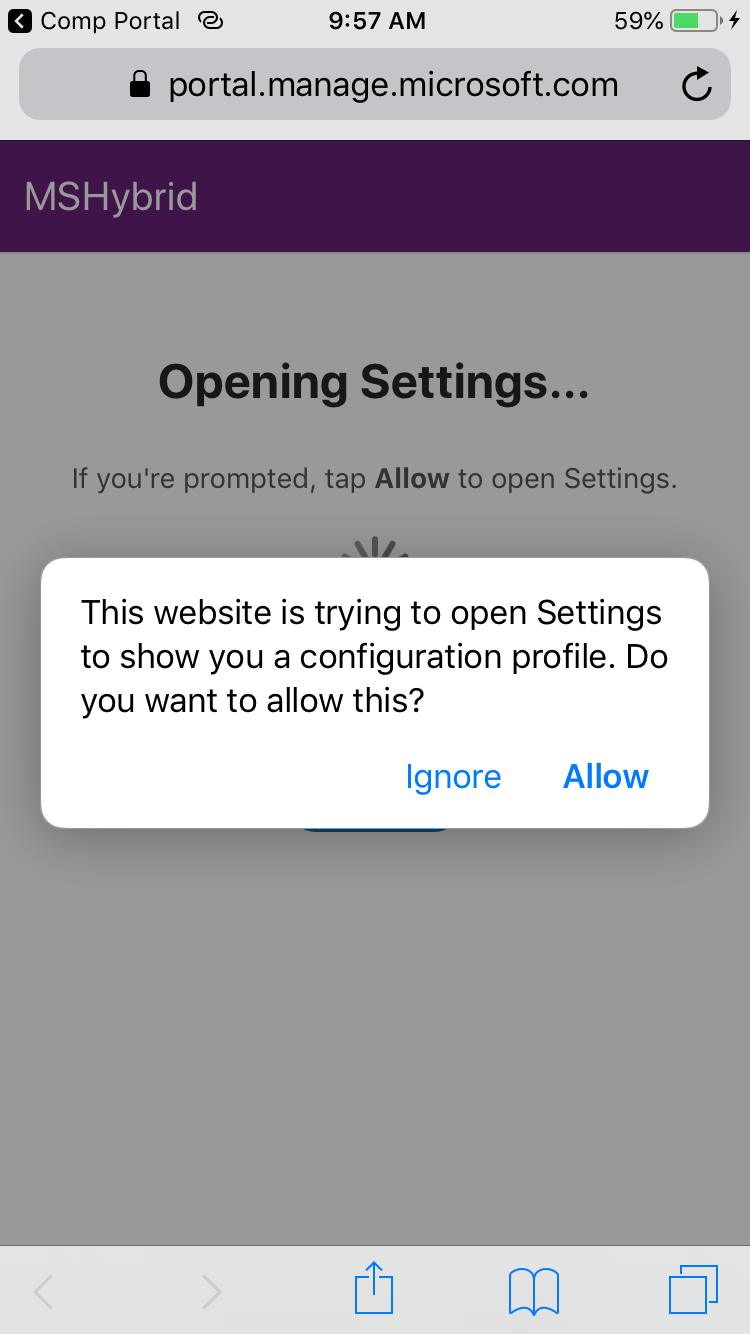 Comp Portal
9:57 AM
59%
portal.manage.microsoft.com
MSHybrid
Opening Settings...
If you're prompted, tap Allow to open Settings.
This website is trying to open Settings
to show you a configuration profile. Do
you want to allow this?
Ignore Allow